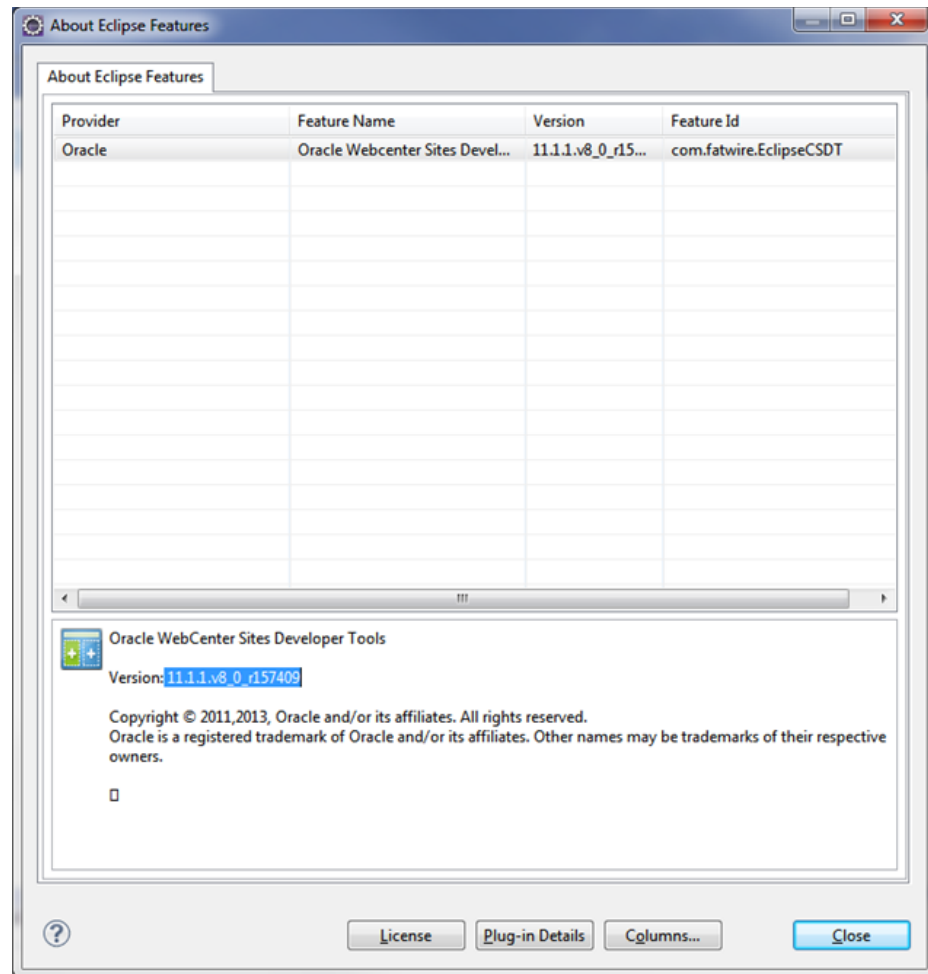 About Eclipse Features
About Eclipse Features
Provider Feature Name Version Feature Id
Oracle Oracle Webcenter Sites Devel... 11.1.1.v8_0_r15... com.fatwire.EclipseCSDT
Oracle WebCenter Sites Developer Tools
Version: 11.1.1.v8_0_r157409
Copyright © 2011,2013, Oracle and/or its affiliates. All rights reserved.
Oracle is a registered trademark of Oracle and/or its affiliates. Other names may be trademarks of their respective
owners.
License Plug-in Details Columns... Close